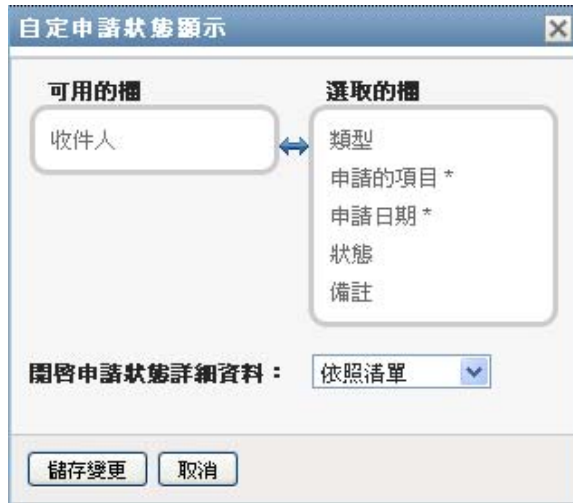 自定申請狀態顯示
可用的欄
選取的欄
收件人
類型
申請的項目 *
申請日期 *
狀態
備註
開啟申請狀態詳細資料：
依照清單
儲存變更
取消